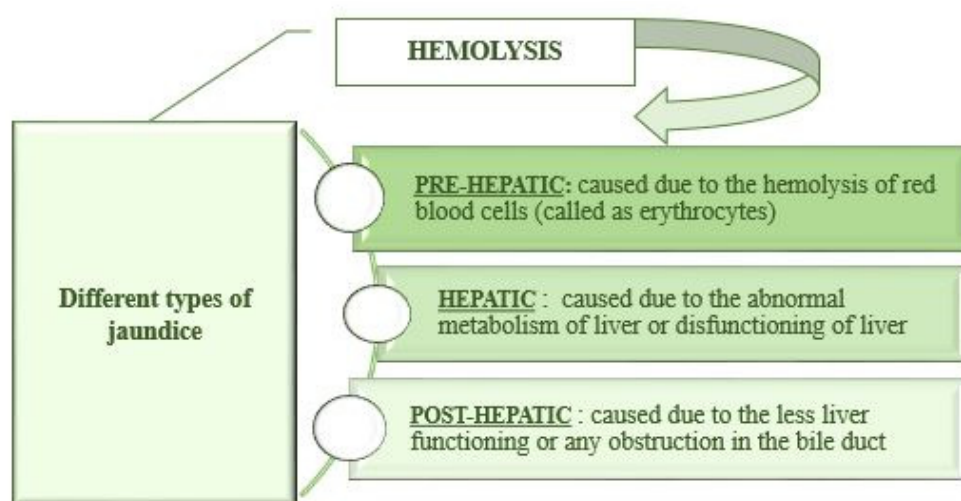 HEMOLYSIS
Different types of
jaundice
PRE-HEPATIC: caused due to the hemolysis of red
blood cells (called as erythrocytes)
HEPATIC : caused due to the abnormal
metabolism of liver or disfunctioning of liver
POST-HEPATIC : caused due to the less liver
functioning or any obstruction in the bile duct